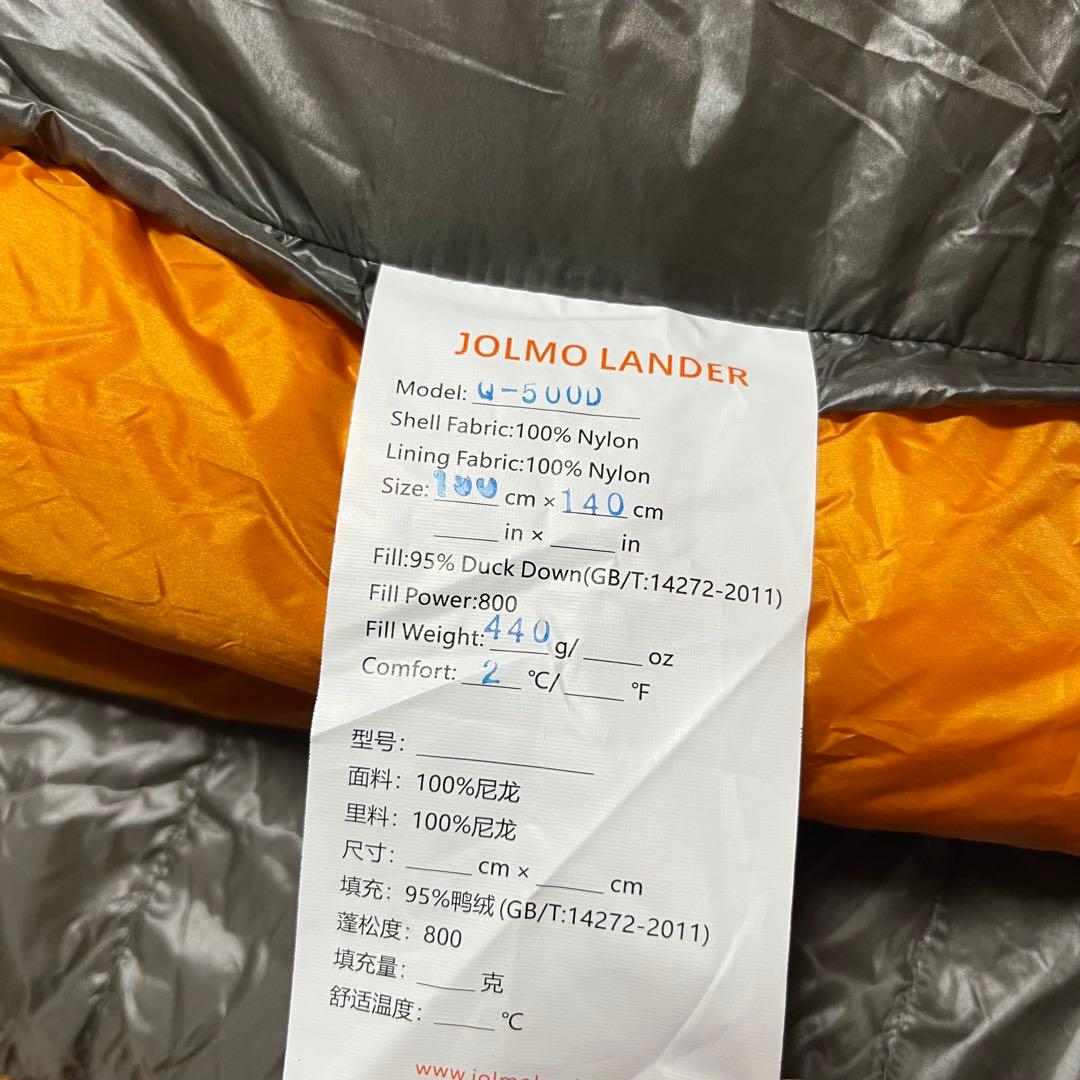 JOLMO LANDER
Model: Q-500D
Shell Fabric:100% Nylon
Lining Fabric:100% Nylon
Size: cm × 140 cm
in × in
Fill:95% Duck Down(GB/T:14272-2011)
Fill Power:800
Fill Weight: 440 g/ oz
Comfort: 2 ℃/ ℉
型号：
面料：100%尼龙
里料：100%尼龙
尺寸： cm × cm
填充：95%鸭绒 (GB/T:14272-2011)
蓬松度：800
填充量： 克
舒适温度： ℃